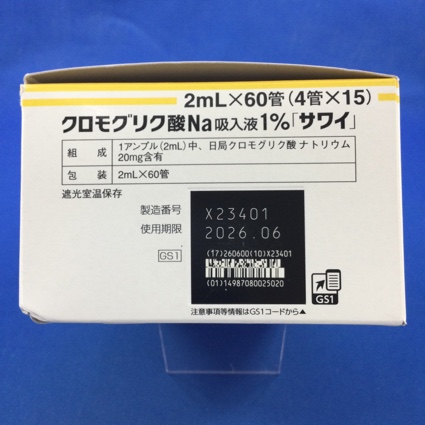 2mL×60管(4管×15)
クロモグリク酸Na吸入液1%「サワイ」
組 成 1アンプル(2mL)中、日局クロモグリク酸ナトリウム
20mg含有
包 装 2mL×60管
遮光室温保存
製造番号 X23401
使用期限 2026.06
GS1
(17)260600(10)X23401
(01)14987080025020
GS1
注意事項等情報はGS1コードから▲